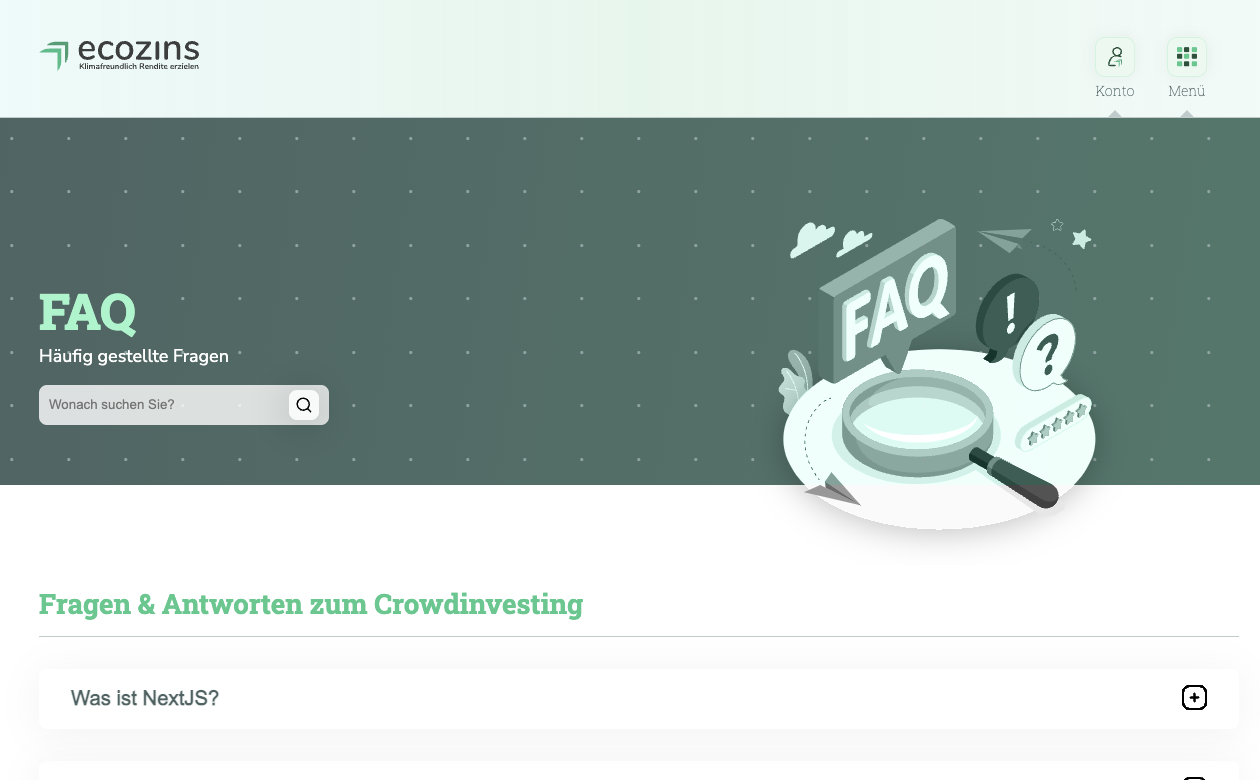 ecozins
Klimafreundlich Rendite erzielen
Konto
Menü
FAQ
Häufig gestellte Fragen
Wonach suchen Sie?
FAQ
!
?
Fragen & Antworten zum Crowdinvesting
Was ist NextJS?